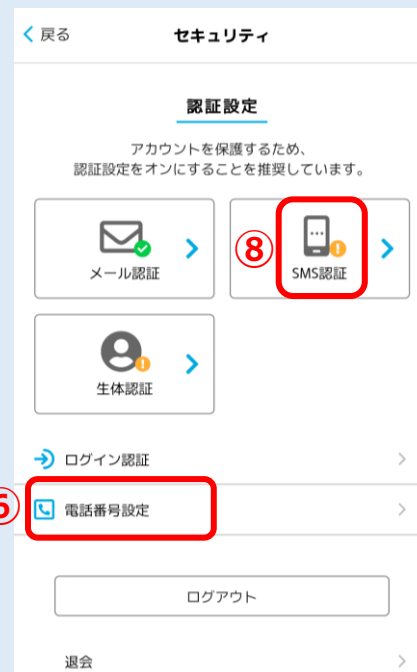 戻る
セキュリティ
認証設定
アカウントを保護するため、
認証設定をオンにすることを推奨しています。
メール認証
⑧
SMS認証
生体認証
ログイン認証
⑥
電話番号設定
ログアウト
退会